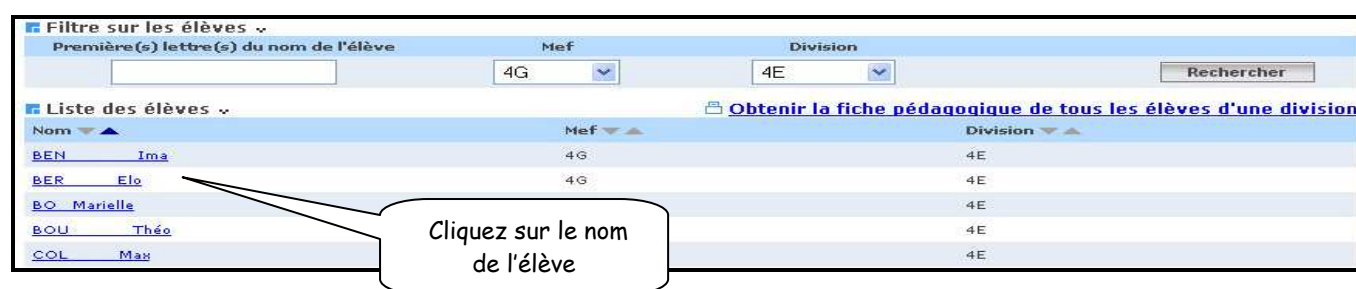 Filtre sur les élèves
Première(s) lettre(s) du nom de l'élève Mef Division
4G 4E Rechercher
Liste des élèves Obtenir la fiche pédagogique de tous les élèves d'une division
Nom Mef Division
BEN Ima 4G 4E
BER Elo 4G 4E
BO Marielle 4E
BOU Théo 4E
COL Max 4E
Cliquez sur le nom
de l'élève